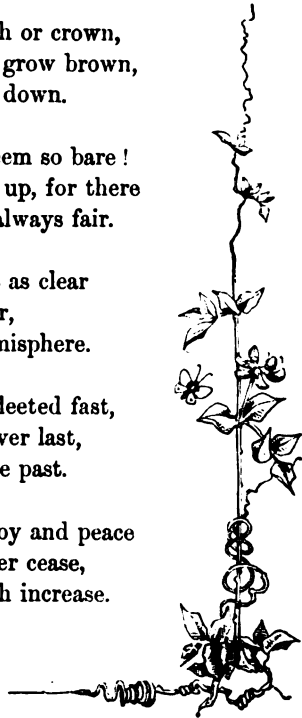 h or crown,
grow brown,
down.
em so bare!
up, for there
lways fair.
as clear
r,
misphere.
leeted fast,
ver last,
e past.
oy and peace
er cease,
h increase.